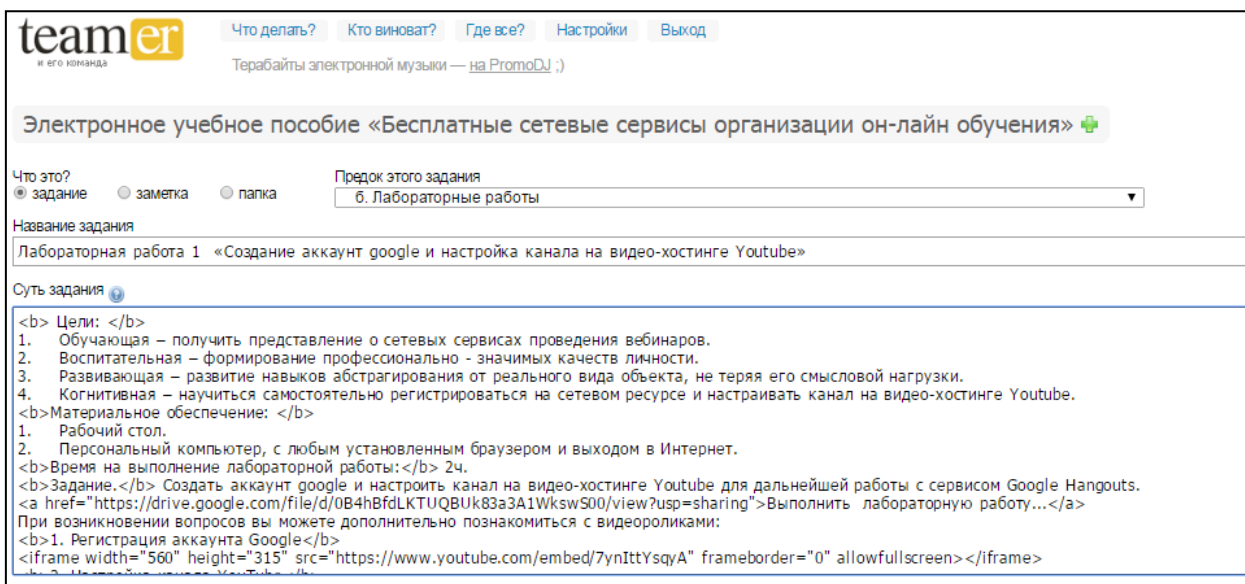 teamer
и его команда
Что делать? Кто виноват? Где все? Настройки Выход
Терабайты электронной музыки — на PromoDJ ;)
Электронное учебное пособие «Бесплатные сетевые сервисы организации он-лайн обучения»
Что это? Предок этого задания
задание заметка папка б. Лабораторные работы
Название задания
Лабораторная работа 1 «Создание аккаунт google и настройка канала на видео-хостинге Youtube»
Суть задания
<b> Цели: </b>
1. Обучающая – получить представление о сетевых сервисах проведения вебинаров.
2. Воспитательная – формирование профессионально - значимых качеств личности.
3. Развивающая – развитие навыков абстрагирования от реального вида объекта, не теряя его смысловой нагрузки.
4. Когнитивная – научиться самостоятельно регистрироваться на сетевом ресурсе и настраивать канал на видео-хостинге Youtube.
<b>Материальное обеспечение: </b>
1. Рабочий стол.
2. Персональный компьютер, с любым установленным браузером и выходом в Интернет.
<b>Время на выполнение лабораторной работы:</b> 2ч.
<b>Задание.</b> Создать аккаунт google и настроить канал на видео-хостинге Youtube для дальнейшей работы с сервисом Google Hangouts.
<a href="https://drive.google.com/file/d/0B4hBfdLKTUQBUk83a3A1WkswS00/view?usp=sharing">Выполнить лабораторную работу...</a>
При возникновении вопросов вы можете дополнительно познакомиться с видеороликами:
<b>1. Регистрация аккаунта Google</b>
<iframe width="560" height="315" src="https://www.youtube.com/embed/7ynIttYsqyA" frameborder="0" allowfullscreen></iframe>